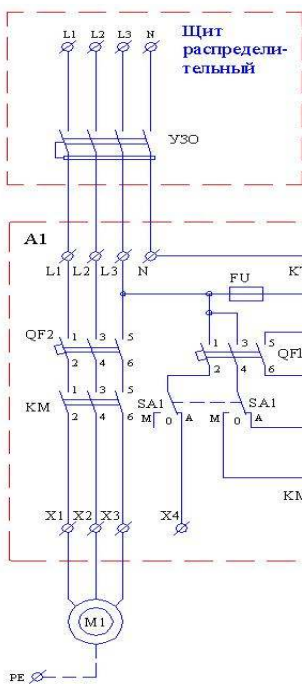 L1 L2 L3 N
Щит
распредели-
тельный
УЗО
A1
L1 L2 L3 N
FU
QF2
1 3 5
2 4 6
1 3 5
2 4 6
QF1
KM
1 3 5
2 4 6
SA1
SA1
M 0 A
M 0 A
KM
X1 X2 X3
X4
M1
PE